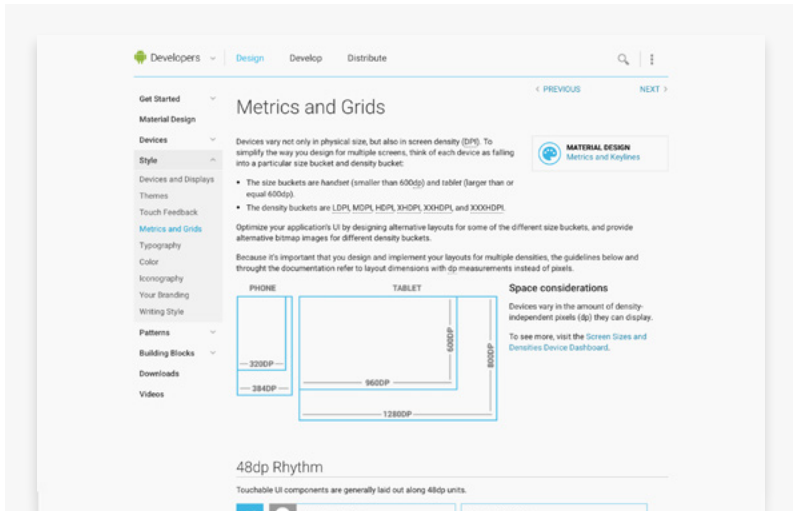 Developers
Design
Develop
Distribute
< PREVIOUS
NEXT >
Get Started
Material Design
Devices
Style
Devices and Displays
Themes
Touch Feedback
Metrics and Grids
Typography
Color
Iconography
Your Branding
Writing Style
Patterns
Building Blocks
Downloads
Videos
Metrics and Grids
Devices vary not only in physical size, but also in screen density (DPI). To
simplify the way you design for multiple screens, think of each device as falling
into a particular size bucket and density bucket:
• The size buckets are handset (smaller than 600dp) and tablet (larger than or
equal 600dp).
• The density buckets are LDPI, MDPI, HDPI, XHDPI, XXHDPI, and XXXHDPI.
MATERIAL DESIGN
Metrics and Keylines
Optimize your application's UI by designing alternative layouts for some of the different size buckets, and provide
alternative bitmap images for different density buckets.
Because it's important that you design and implement your layouts for multiple densities, the guidelines below and
throught the documentation refer to layout dimensions with dp measurements instead of pixels.
PHONE
320DP
384DP
TABLET
600DP
800DP
960DP
1280DP
Space considerations
Devices vary in the amount of density-
independent pixels (dp) they can display.
To see more, visit the Screen Sizes and
Densities Device Dashboard.
48dp Rhythm
Touchable UI components are generally laid out along 48dp units.